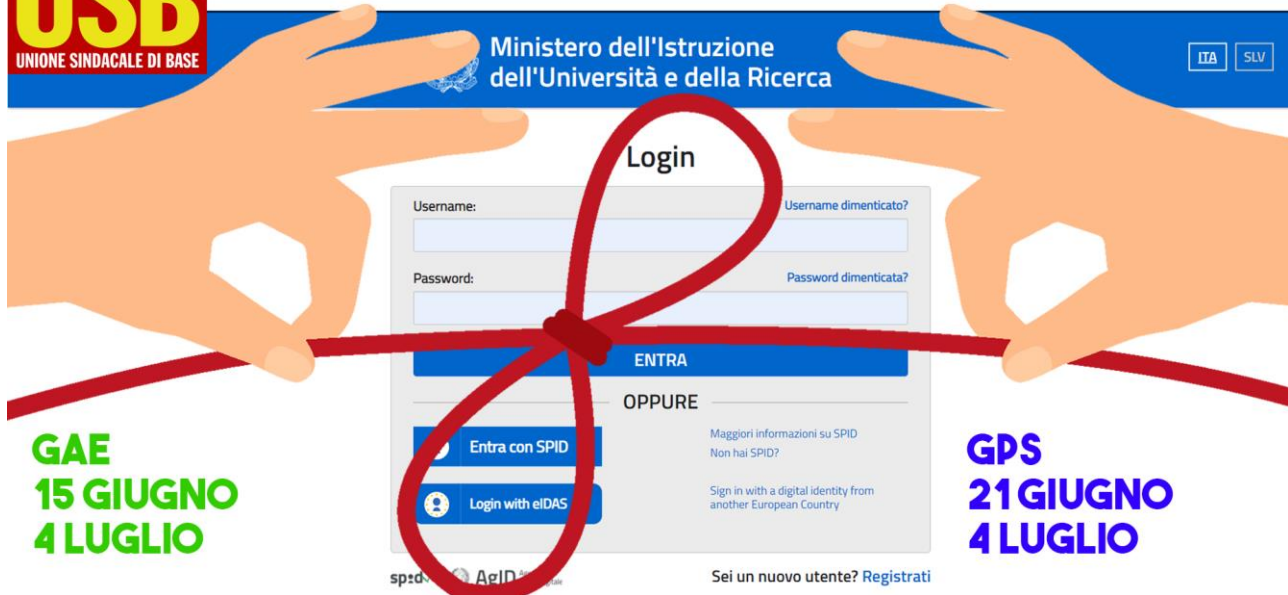 USB
UNIONE SINDACALE DI BASE
Ministero dell'Istruzione
dell'Università e della Ricerca
ITA SLV
Login
Username: Username dimenticato?
Password: Password dimenticata?
ENTRA
OPPURE
Entra con SPID
Maggiori informazioni su SPID
Non hai SPID?
Login with eIDAS
Sign in with a digital identity from
another European Country
GAE
15 GIUGNO
4 LUGLIO
GPS
21 GIUGNO
4 LUGLIO
spid AgID
Sei un nuovo utente? Registrati